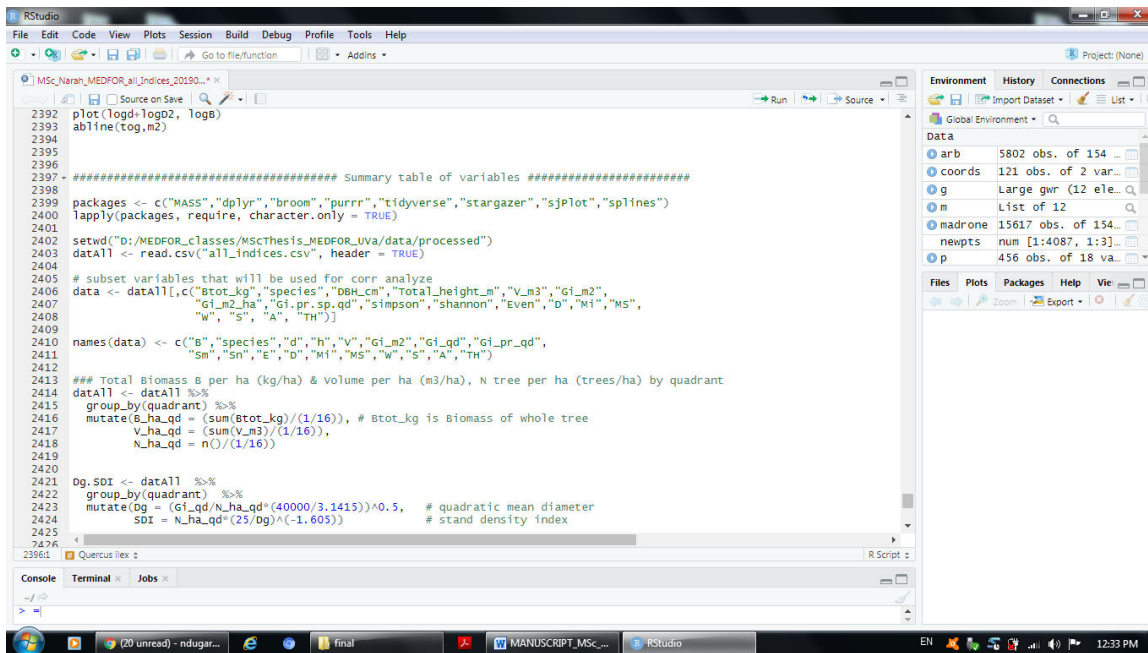 RStudio
File Edit Code View Plots Session Build Debug Profile Tools Help
Go to file/function Addins Project: (None)
MSc_Narah_MEDFOR_all_Indices_20190...*
Source on Save Run Source
2392 plot(logd+logD2, logB)
2393 abline(tog,m2)
2394
2395
2396
2397 ###################################### Summary table of variables ########################
2398
2399 packages <- c("MASS","dplyr","broom","purrr","tidyverse","stargazer","sjPlot","splines")
2400 lapply(packages, require, character.only = TRUE)
2401
2402 setwd("D:/MEDFOR_classes/MScThesis_MEDFOR_UVa/data/processed")
2403 datAll <- read.csv("all_indices.csv", header = TRUE)
2404
2405 # subset variables that will be used for corr analyze
2406 data <- datAll[,c("Btot_kg","species","DBH_cm","Total_height_m","V_m3","Gi_m2",
2407 "Gi_m2_ha","Gi.pr.sp.qd","simpson","shannon","Even","D","Mi","MS",
2408 "W", "S", "A", "TH")]
2409
2410 names(data) <- c("B","species","d","h","V","Gi_m2","Gi_qd","Gi_pr_qd",
2411 "Sm","Sn","E","D","Mi","MS","W","S","A","TH")
2412
2413 ### Total Biomass B per ha (kg/ha) & Volume per ha (m3/ha), N tree per ha (trees/ha) by quadrant
2414 datAll <- datAll %>%
2415 group_by(quadrant) %>%
2416 mutate(B_ha_qd = (sum(Btot_kg)/(1/16)), # Btot_kg is Biomass of whole tree
2417 V_ha_qd = (sum(V_m3)/(1/16)),
2418 N_ha_qd = n()/(1/16))
2419
2420
2421 Dg.SDI <- datAll %>%
2422 group_by(quadrant) %>%
2423 mutate(Dg = (Gi_qd/N_ha_qd*(40000/3.1415))^0.5, # quadratic mean diameter
2424 SDI = N_ha_qd*(25/Dg)^(-1.605)) # stand density index
2425
2426
2396:1 Quercus ilex R Script
Console Terminal Jobs
~/
> =
Environment History Connections
Import Dataset List
Global Environment
Data
arb 5802 obs. of 154 ...
coords 121 obs. of 2 var...
g Large gwr (12 ele...
m List of 12
madrone 15617 obs. of 154...
newpts num [1:4087, 1:3]...
p 456 obs. of 18 va...
Files Plots Packages Help Vie
Zoom Export
(20 unread) - ndugar... final MANUSCRIPT_MSc_... RStudio EN 12:33 PM